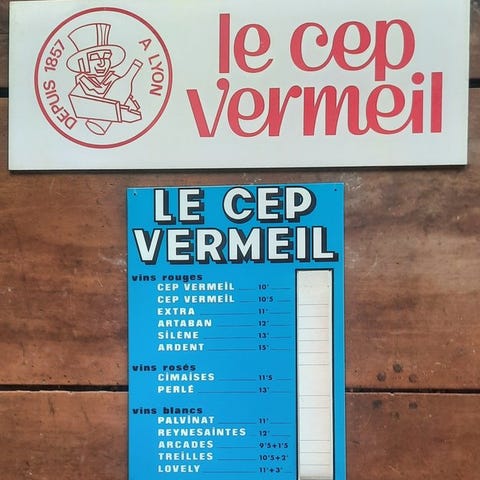 DEPUIS 1857 A LYON
le cep
vermeil
LE CEP
VERMEIL
vins rouges
CEP VERMEIL 10°
CEP VERMEIL 10°5
EXTRA 11°
ARTABAN 12°
SILÈNE 13°
ARDENT 15°
vins rosés
CÎMAISES 11°5
PERLÉ 13°
vins blancs
PALVINAT 11°
REYNESAINTES 12°
ARCADES 9°5+1°5
TREILLES 10°5+2°
LOVELY 11°+3°